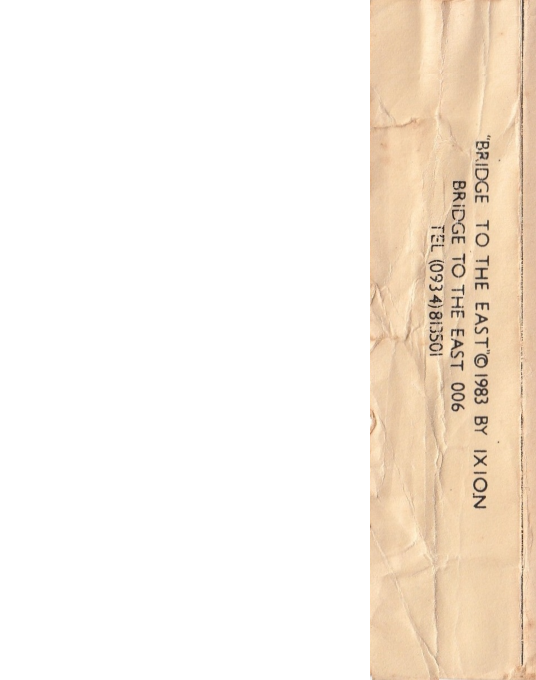 "BRIDGE TO THE EAST" © 1983 BY IXION
BRIDGE TO THE EAST 006
TEL (0934)813501